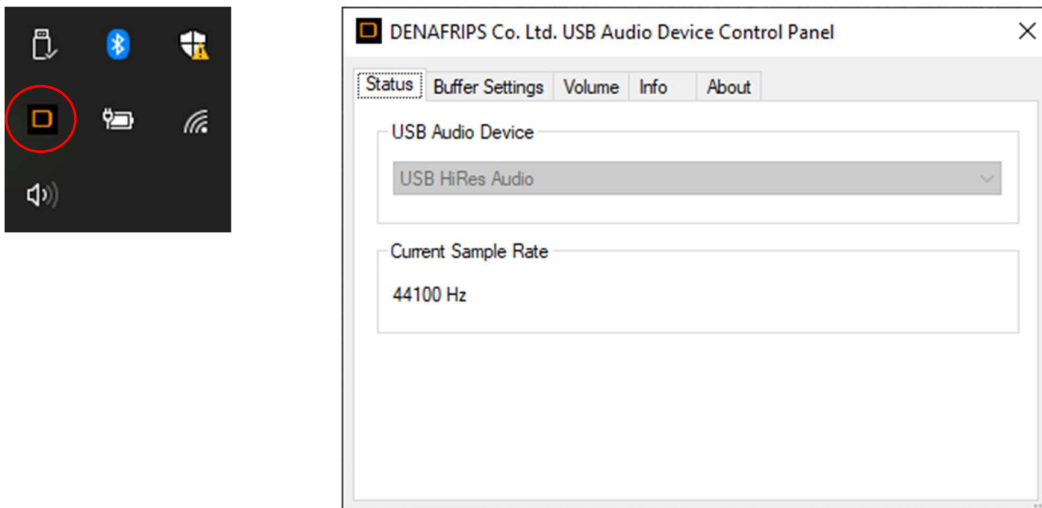 DENAFRIPS Co. Ltd. USB Audio Device Control Panel
Status Buffer Settings Volume Info About
USB Audio Device
USB HiRes Audio
Current Sample Rate
44100 Hz